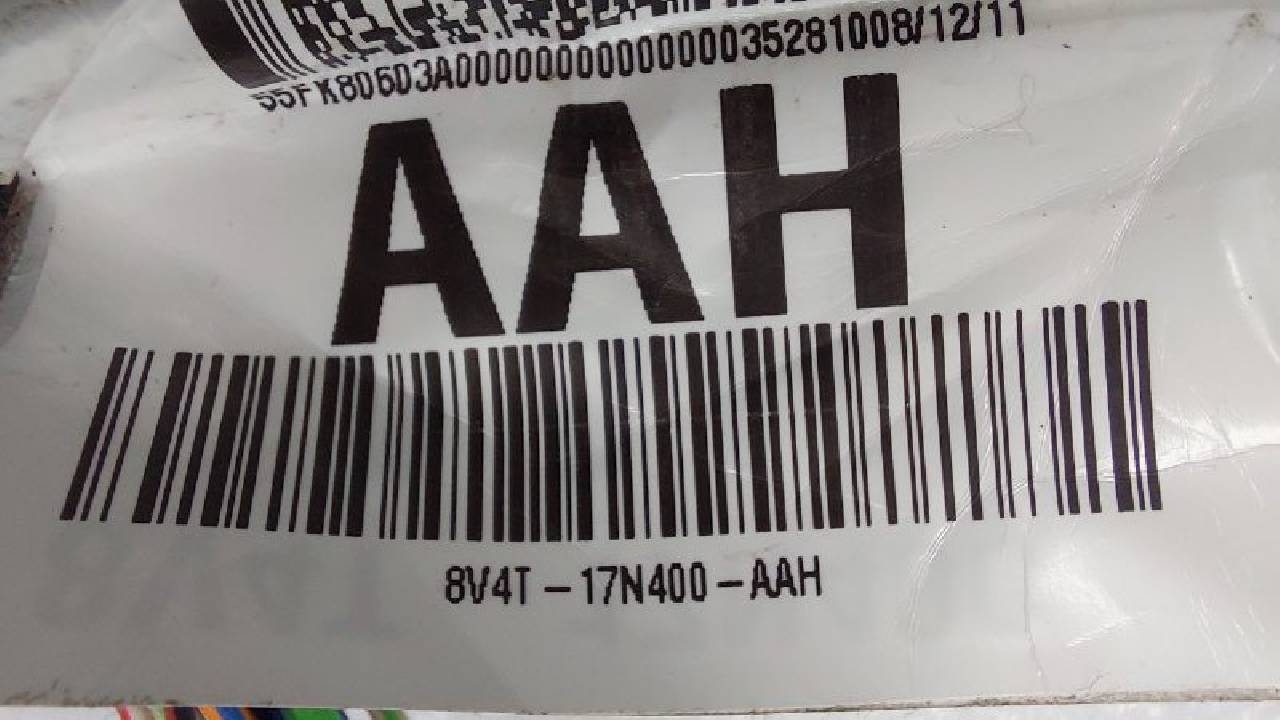 55FK8D6D3A00000000000000035281008/12/11
AAH
8V4T - 17N400 - AAH